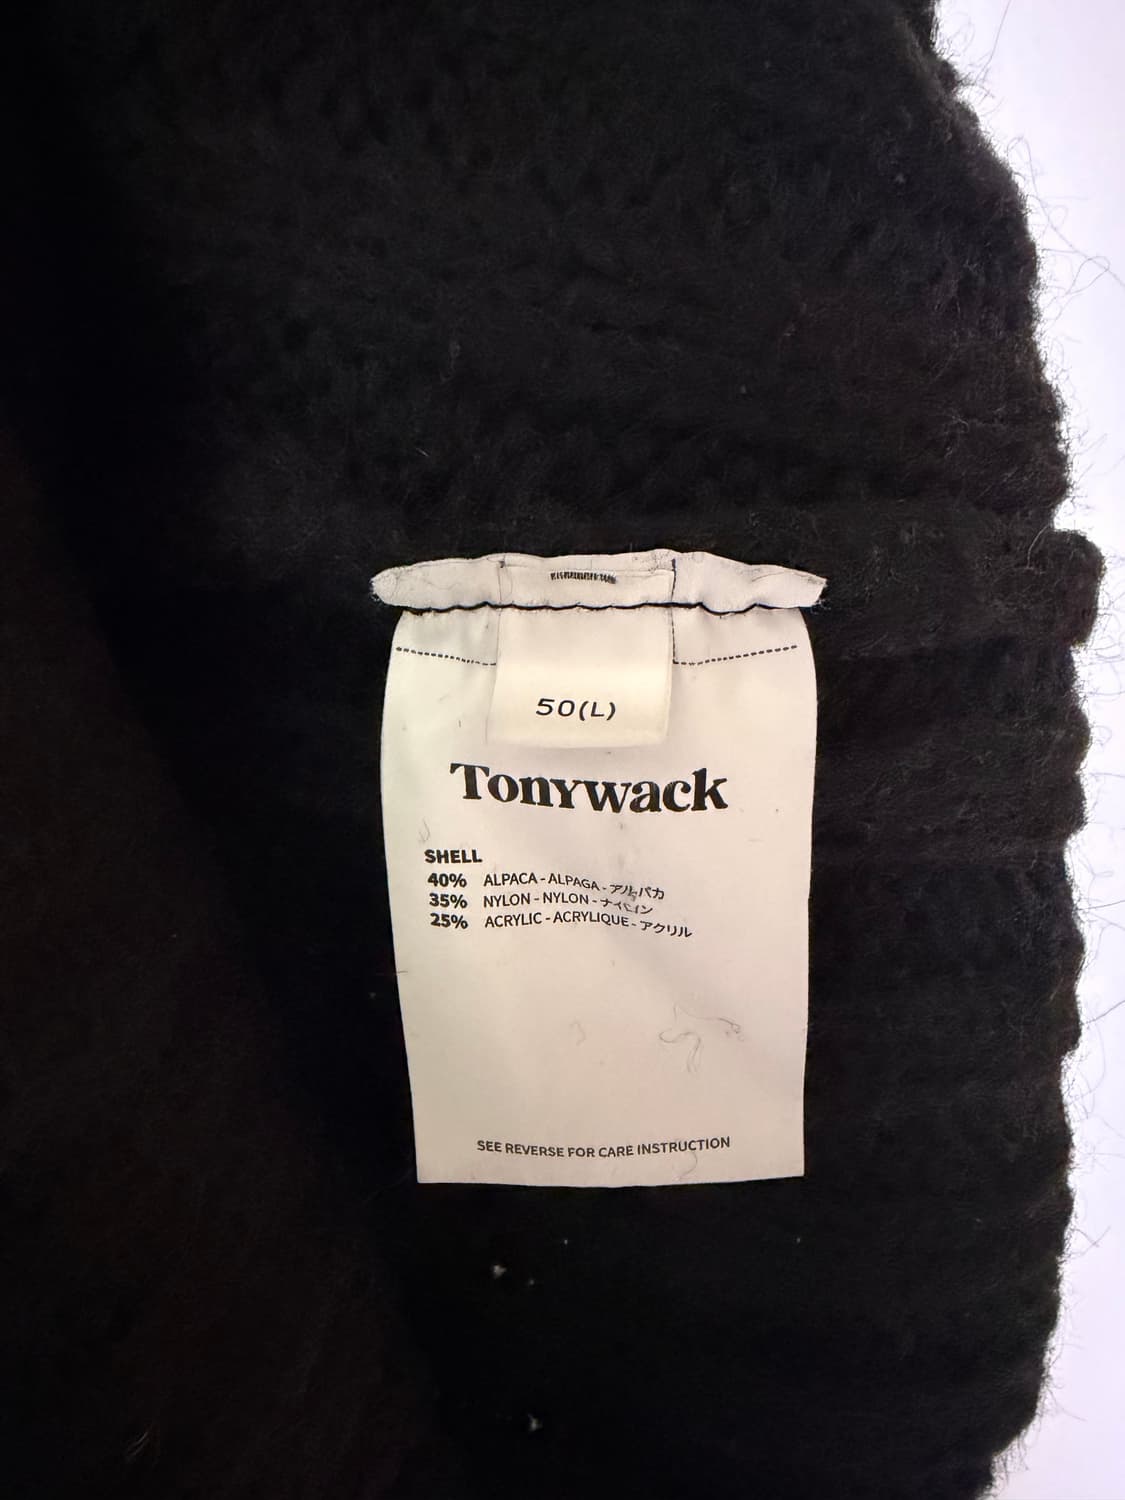 50(L)
Tonywack
SHELL
40% ALPACA - ALPAGA - アルパカ
35% NYLON - NYLON - ナイロン
25% ACRYLIC - ACRYLIQUE - アクリル
SEE REVERSE FOR CARE INSTRUCTION